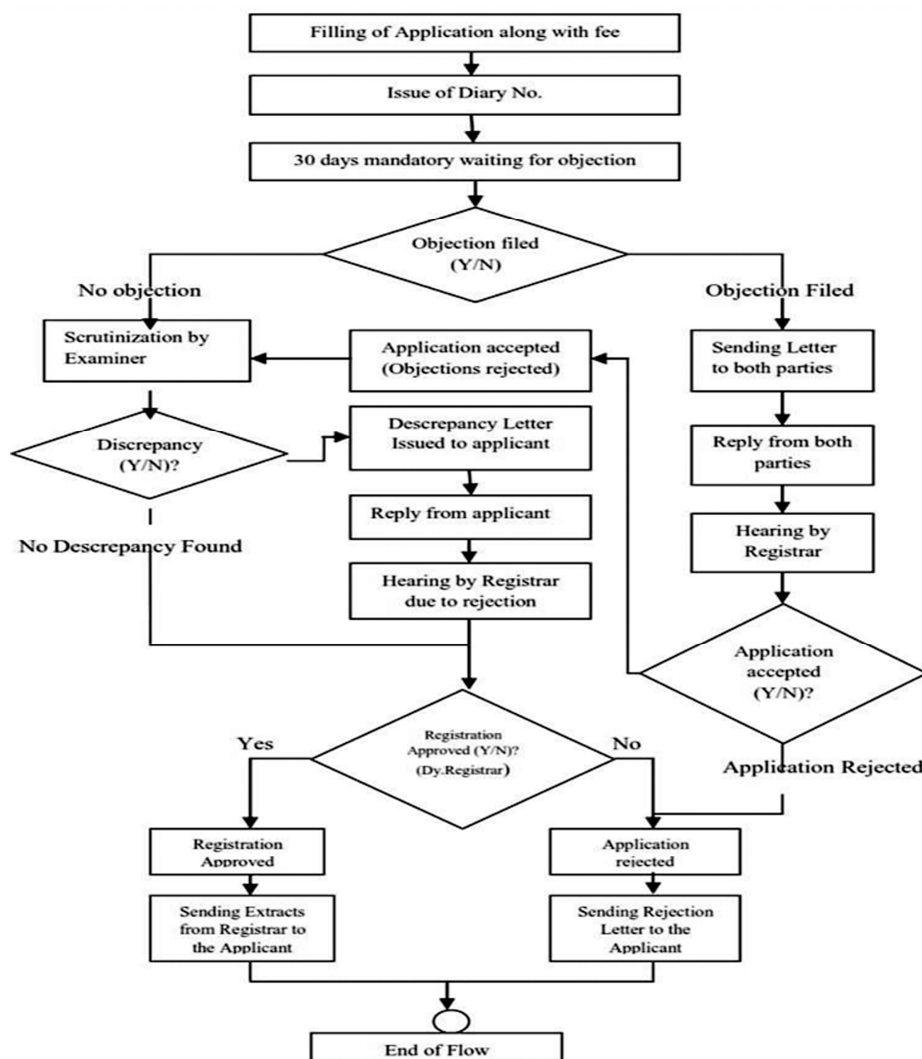 Filling of Application along with fee
Issue of Diary No.
30 days mandatory waiting for objection
Objection filed
(Y/N)
No objection
Objection Filed
Scrutinization by
Examiner
Application accepted
(Objections rejected)
Sending Letter
to both parties
Discrepancy
(Y/N)?
Descrepancy Letter
Issued to applicant
Reply from both
parties
Reply from applicant
No Descrepancy Found
Hearing by
Registrar
Hearing by Registrar
due to rejection
Application
accepted
(Y/N)?
Registration
Approved (Y/N)?
(Dy.Registrar)
Yes
No
Application Rejected
Registration
Approved
Application
rejected
Sending Extracts
from Registrar to
the Applicant
Sending Rejection
Letter to the
Applicant
End of Flow